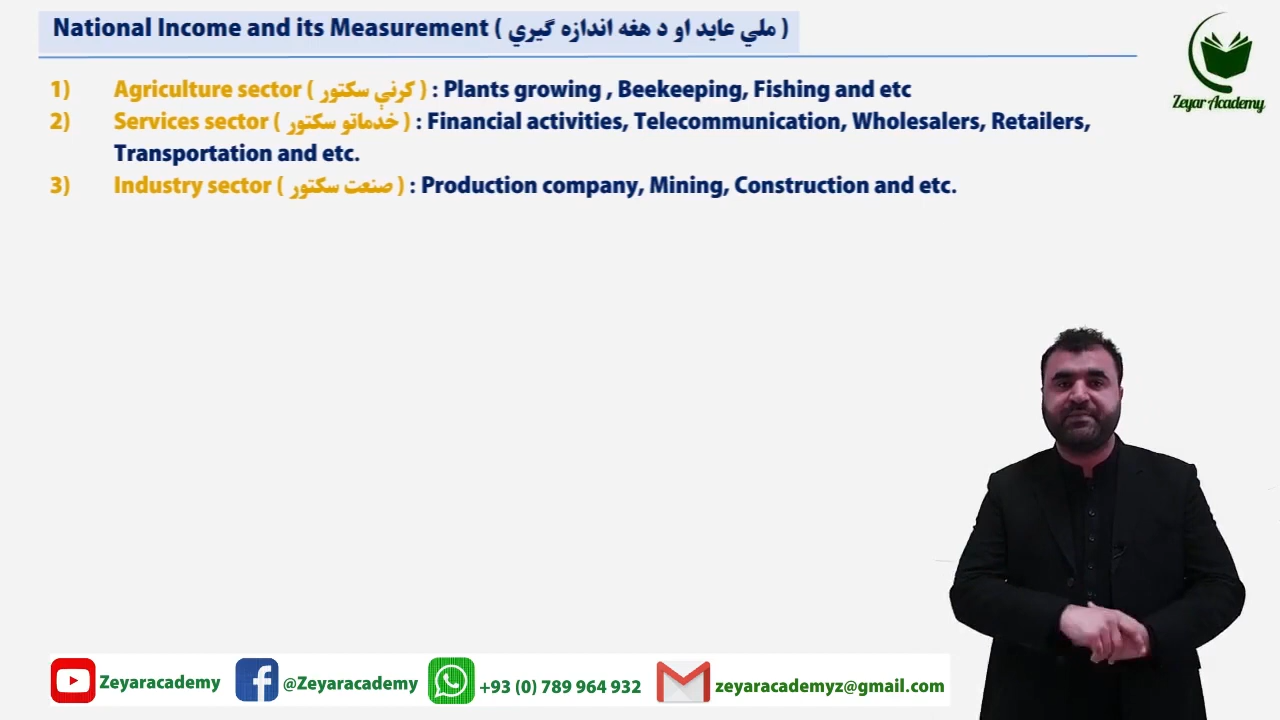 National Income and its Measurement ( ملي عايد او د هغه اندازه گيري )
Zeyar Academy
1) Agriculture sector ( کرنې سکتور ) : Plants growing , Beekeeping, Fishing and etc
2) Services sector ( خدماتو سکتور ) : Financial activities, Telecommunication, Wholesalers, Retailers,
Transportation and etc.
3) Industry sector ( صنعت سکتور ) : Production company, Mining, Construction and etc.
Zeyaracademy @Zeyaracademy +93 (0) 789 964 932 zeyaracademyz@gmail.com